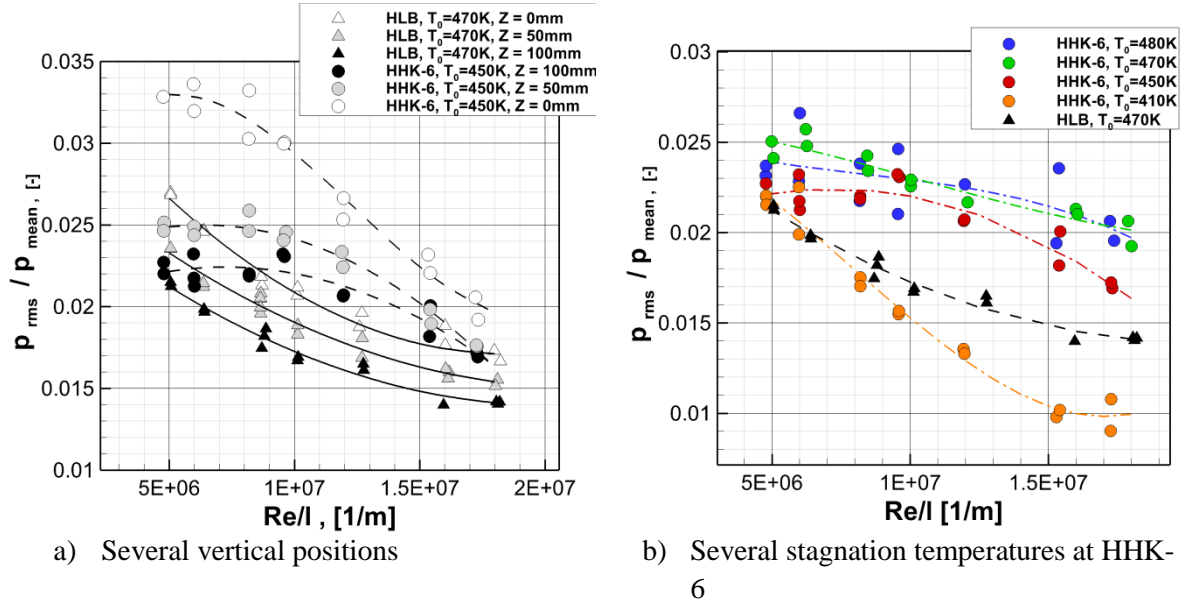 HLB, T0=470K, Z = 0mm
HLB, T0=470K, Z = 50mm
HLB, T0=470K, Z = 100mm
HHK-6, T0=450K, Z = 100mm
HHK-6, T0=450K, Z = 50mm
HHK-6, T0=450K, Z = 0mm
0.035
0.03
0.025
0.02
0.015
0.01
p rms / p mean , [-]
5E+06 1E+07 1.5E+07 2E+07
Re/l , [1/m]
a) Several vertical positions
HHK-6, T0=480K
HHK-6, T0=470K
HHK-6, T0=450K
HHK-6, T0=410K
HLB, T0=470K
0.03
0.025
0.02
0.015
0.01
p rms / p mean , [-]
5E+06 1E+07 1.5E+07
Re/l [1/m]
b) Several stagnation temperatures at HHK-
6